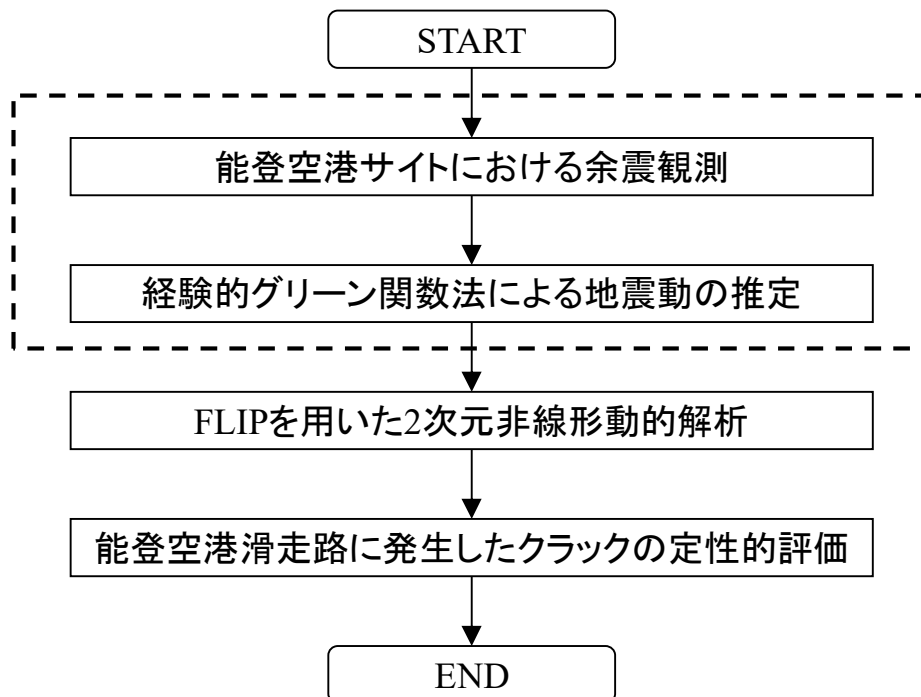 START
能登空港サイトにおける余震観測
経験的グリーン関数法による地震動の推定
FLIPを用いた2次元非線形動的解析
能登空港滑走路に発生したクラックの定性的評価
END